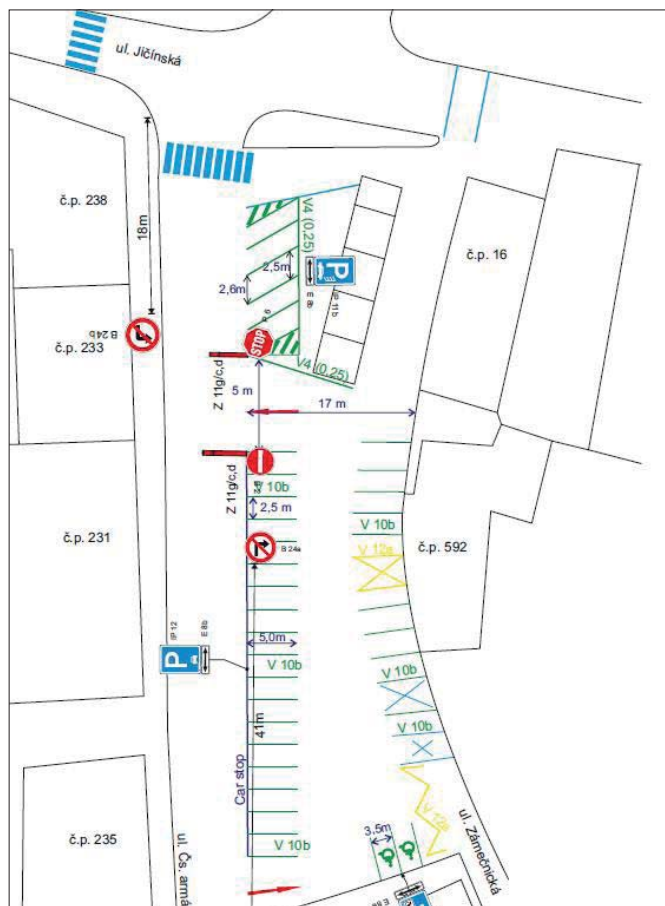 ul. Jičínská
č.p. 238
18m
V4 (0,25)
č.p. 16
2,5m
2,6m
P
IP 11b
E 8b
P 6
STOP
B 24b
č.p. 233
V4 (0,25)
Z 11g/c,d
5 m
17 m
Z 11g/c,d
V 10b
2,5 m
V 10b
č.p. 231
B 24a
V 12a
č.p. 592
IP 12
E 8b
P
5,0m
V 10b
V 10b
V 10b
41m
Car stop
V 12a
3,5m
ul. Zámečnická
č.p. 235
ul. Čs. armá
V 10b
P